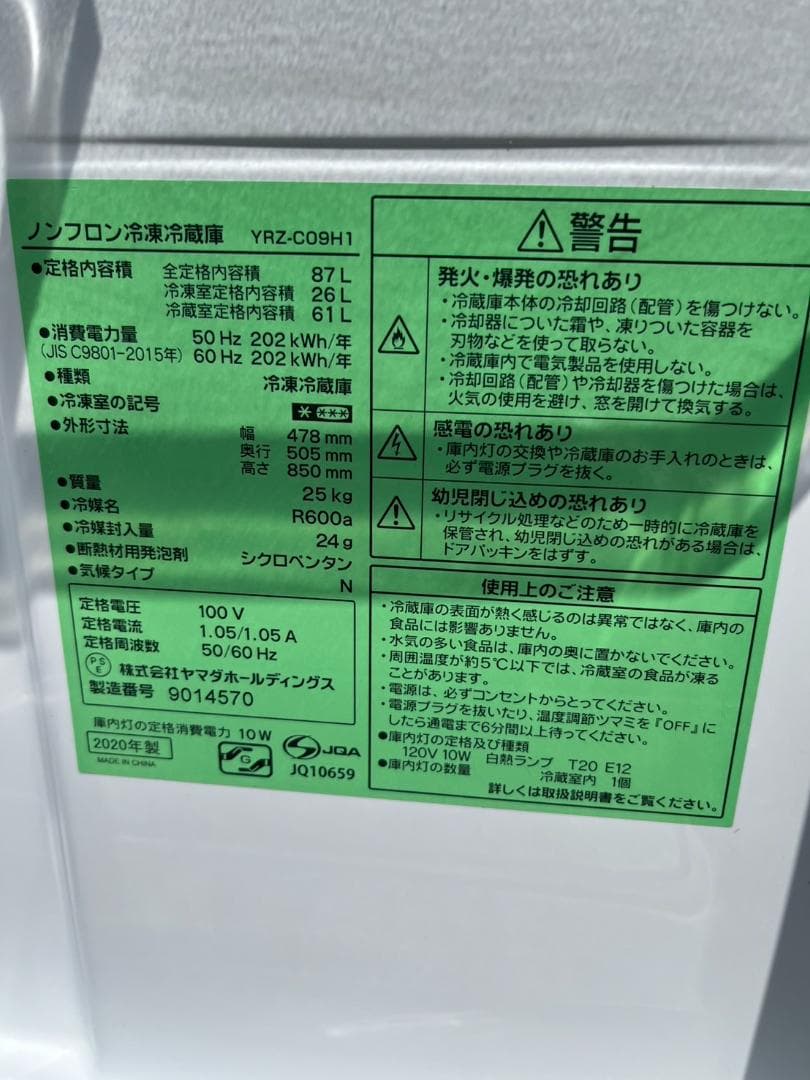 ノンフロン冷凍冷蔵庫 YRZ-C09H1
●定格内容積 全定格内容積 87 L
冷凍室定格内容積 26 L
冷蔵室定格内容積 61 L
●消費電力量 50 Hz 202 kWh/年
(JIS C9801-2015年) 60 Hz 202 kWh/年
●種類 冷凍冷蔵庫
●冷凍室の記号
●外形寸法 幅 478 mm
奥行 505 mm
高さ 850 mm
●質量 25 kg
●冷媒名 R600a
●冷媒封入量 24 g
●断熱材用発泡剤 シクロペンタン
●気候タイプ N
定格電圧 100 V
定格電流 1.05/1.05 A
定格周波数 50/60 Hz
PSE 株式会社ヤマダホールディングス
製造番号 9014570
庫内灯の定格消費電力 10 W
2020年製
MADE IN CHINA
G
JQA
JQ10659
警告
発火・爆発の恐れあり
・冷蔵庫本体の冷却回路(配管)を傷つけない。
・冷却器についた霜や、凍りついた容器を
刃物などを使って取らない。
・冷蔵庫内で電気製品を使用しない。
・冷却回路(配管)や冷却器を傷つけた場合は、
火気の使用を避け、窓を開けて換気する。
感電の恐れあり
・庫内灯の交換や冷蔵庫のお手入れのときは、
必ず電源プラグを抜く。
幼児閉じ込めの恐れあり
・リサイクル処理などのため一時的に冷蔵庫を
保管され、幼児閉じ込めの恐れがある場合は、
ドアパッキンをはずす。
使用上のご注意
・冷蔵庫の表面が熱く感じるのは異常ではなく、庫内の
食品には影響ありません。
・水気の多い食品は、庫内の奥に置かないでください。
・周囲温度が約5℃以下では、冷蔵室の食品が凍る
ことがあります。
・電源は、必ずコンセントからとってください。
・電源プラグを抜いたり、温度調節ツマミを『OFF』に
したら通電まで6分間以上待ってください。
●庫内灯の定格及び種類
120V 10W 白熱ランプ T20 E12
●庫内灯の数量 冷蔵室内 1個
詳しくは取扱説明書をご覧ください。